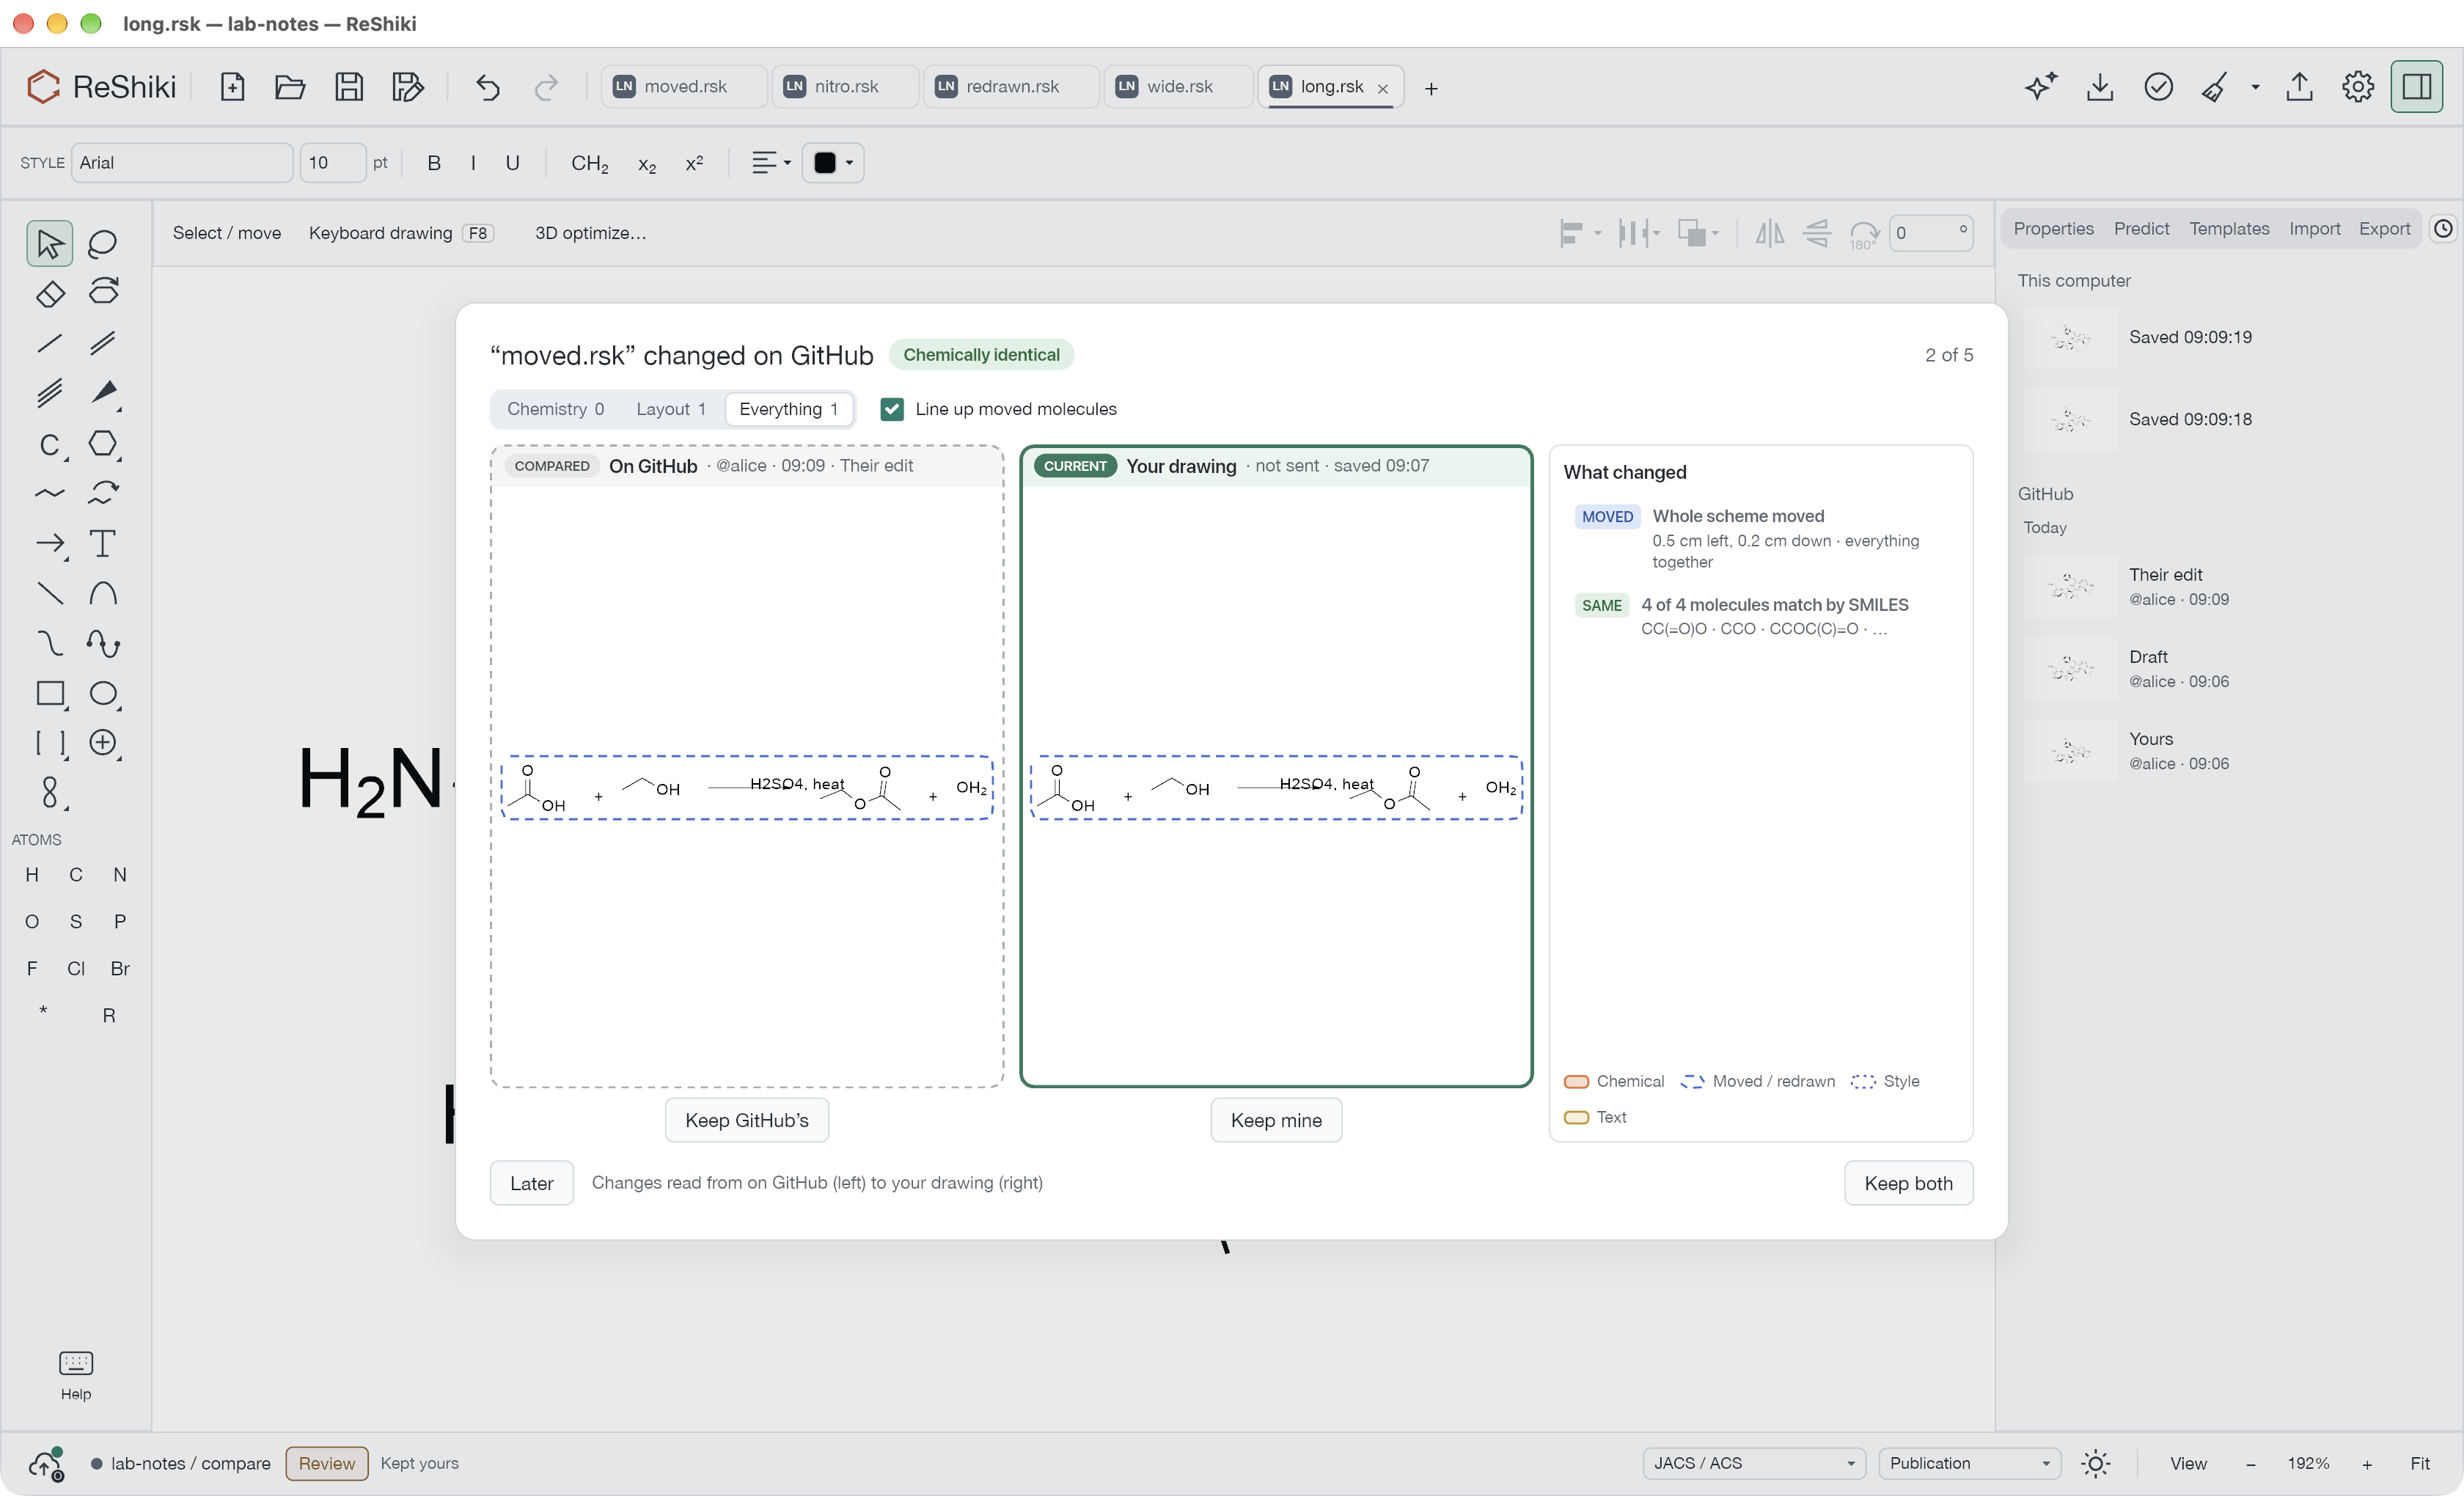 long.rsk — lab-notes — ReShiki
ReShiki
LN moved.rsk
LN nitro.rsk
LN redrawn.rsk
LN wide.rsk
LN long.rsk ×
+
STYLE Arial 10 pt B I U CH₂ x₂ x²
Select / move Keyboard drawing F8 3D optimize...
180° 0 °
Properties Predict Templates Import Export
This computer
Saved 09:09:19
Saved 09:09:18
GitHub
Today
Their edit
@alice · 09:09
Draft
@alice · 09:06
Yours
@alice · 09:06
C
T
ATOMS
H C N
O S P
F Cl Br
* R
Help
H₂N
“moved.rsk” changed on GitHub Chemically identical 2 of 5
Chemistry 0 Layout 1 Everything 1 Line up moved molecules
COMPARED On GitHub · @alice · 09:09 · Their edit
O OH + OH H2SO4, heat O O + OH₂
CURRENT Your drawing · not sent · saved 09:07
O OH + OH H2SO4, heat O O + OH₂
What changed
MOVED Whole scheme moved
0.5 cm left, 0.2 cm down · everything
together
SAME 4 of 4 molecules match by SMILES
CC(=O)O · CCO · CCOC(C)=O · …
Chemical Moved / redrawn Style
Text
Keep GitHub’s
Keep mine
Later Changes read from on GitHub (left) to your drawing (right) Keep both
lab-notes / compare Review Kept yours
JACS / ACS Publication View – 192% + Fit